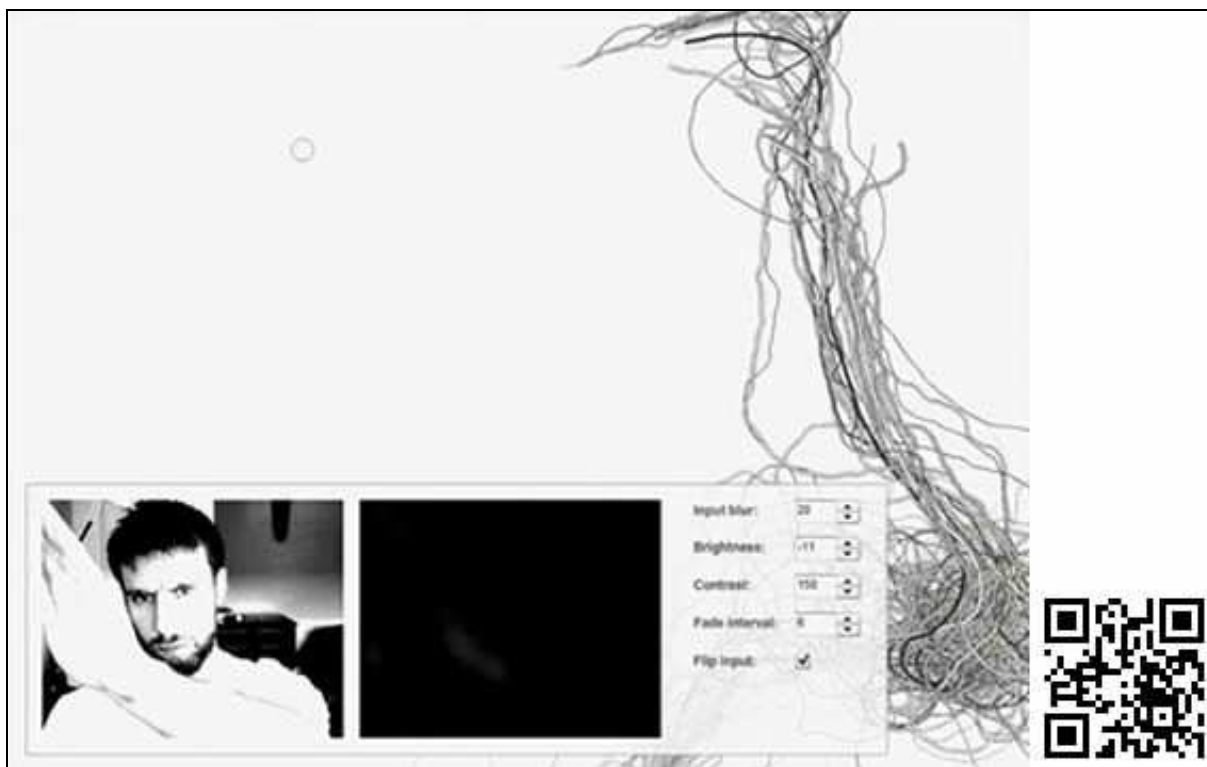 Input blur: 20
Brightness: -11
Contrast: 150
Fade interval: 6
Flip input: